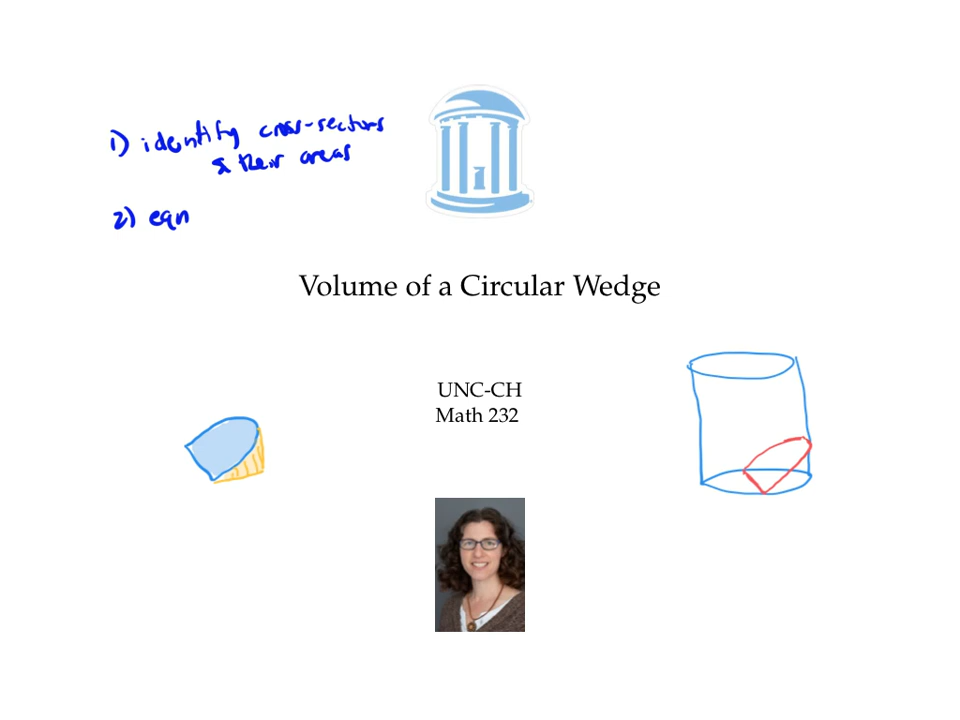 1) identify cross-sections
& their areas
2) eqn
Volume of a Circular Wedge
UNC-CH
Math 232